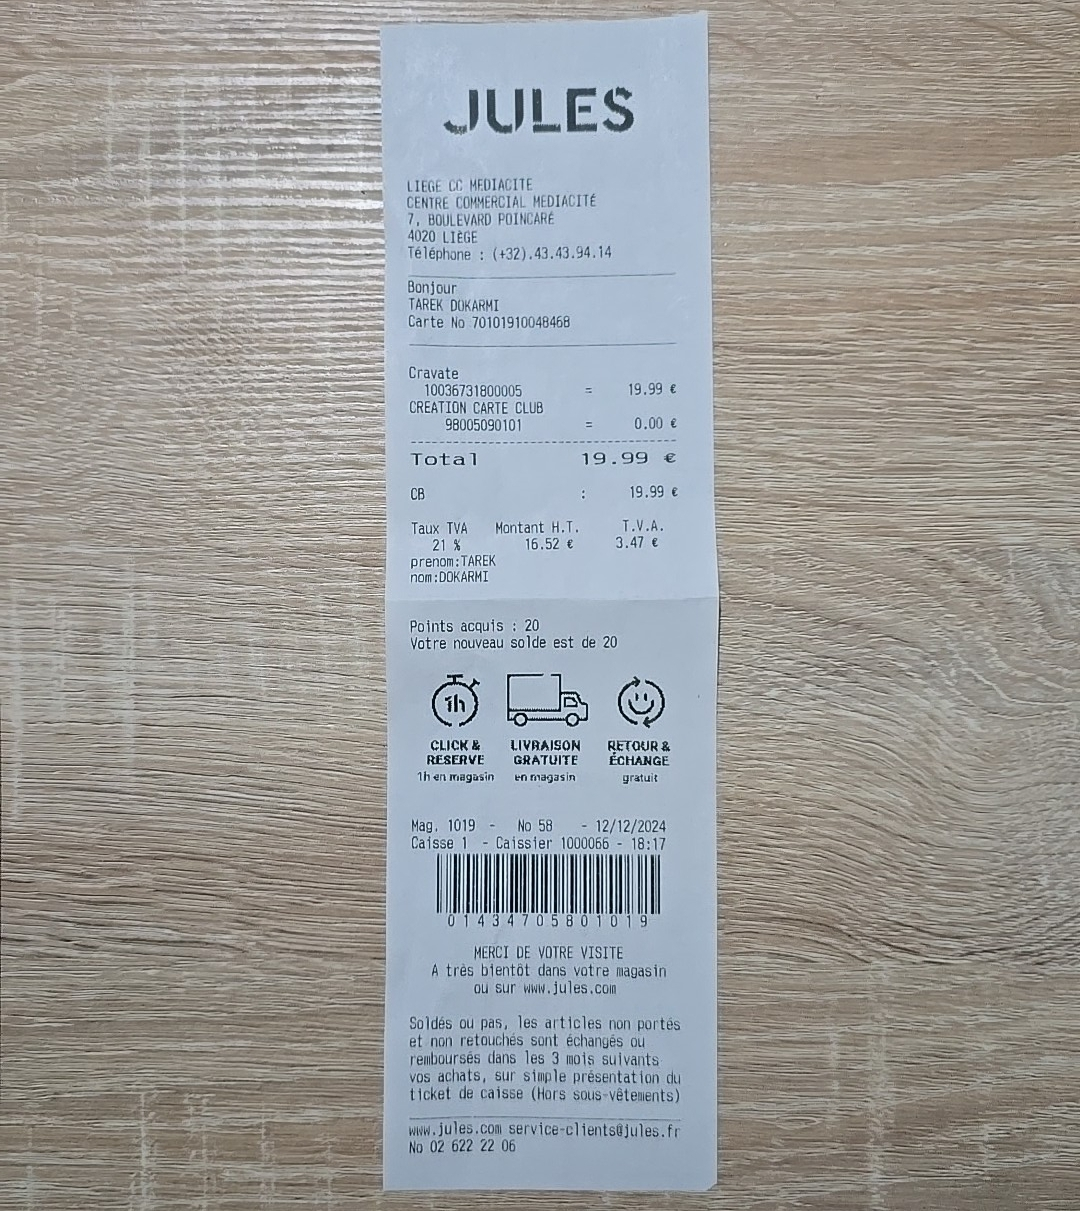 JULES
LIEGE CC MEDIACITE
CENTRE COMMERCIAL MEDIACITÉ
7, BOULEVARD POINCARÉ
4020 LIÈGE
Téléphone : (+32).43.43.94.14
Bonjour
TAREK DOKARMI
Carte No 70101910048468
Cravate
10036731800005 = 19.99 €
CREATION CARTE CLUB
98005090101 = 0.00 €
Total 19.99 €
CB : 19.99 €
Taux TVA Montant H.T. T.V.A.
21 % 16.52 € 3.47 €
prenom:TAREK
nom:DOKARMI
Points acquis : 20
Votre nouveau solde est de 20
1h
CLICK & LIVRAISON RETOUR &
RESERVE GRATUITE ÉCHANGE
1h en magasin en magasin gratuit
Mag. 1019 - No 58 - 12/12/2024
Caisse 1 - Caissier 1000066 - 18:17
01434705801019
MERCI DE VOTRE VISITE
A très bientôt dans votre magasin
ou sur www.jules.com
Soldés ou pas, les articles non portés
et non retouchés sont échangés ou
remboursés dans les 3 mois suivants
vos achats, sur simple présentation du
ticket de caisse (Hors sous-vêtements)
www.jules.com service-clients@jules.fr
No 02 622 22 06